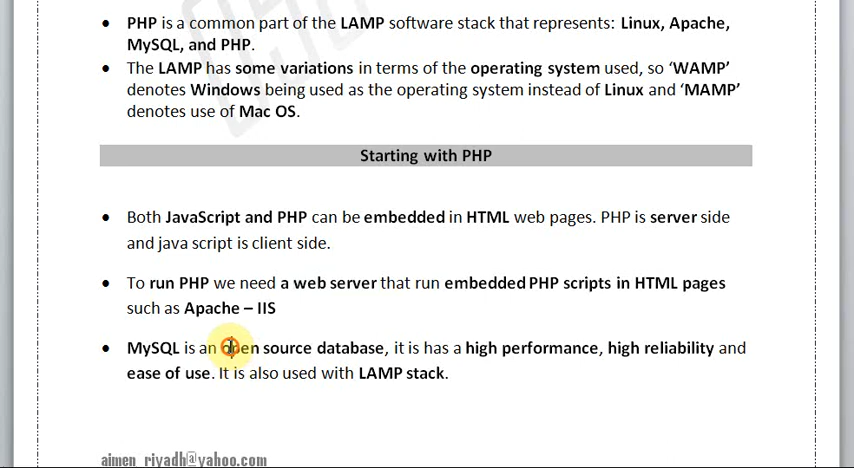 • PHP is a common part of the LAMP software stack that represents: Linux, Apache,
MySQL, and PHP.
• The LAMP has some variations in terms of the operating system used, so ‘WAMP’
denotes Windows being used as the operating system instead of Linux and ‘MAMP’
denotes use of Mac OS.
Starting with PHP
• Both JavaScript and PHP can be embedded in HTML web pages. PHP is server side
and java script is client side.
• To run PHP we need a web server that run embedded PHP scripts in HTML pages
such as Apache – IIS
• MySQL is an open source database, it is has a high performance, high reliability and
ease of use. It is also used with LAMP stack.
aimen_riyadh@yahoo.com